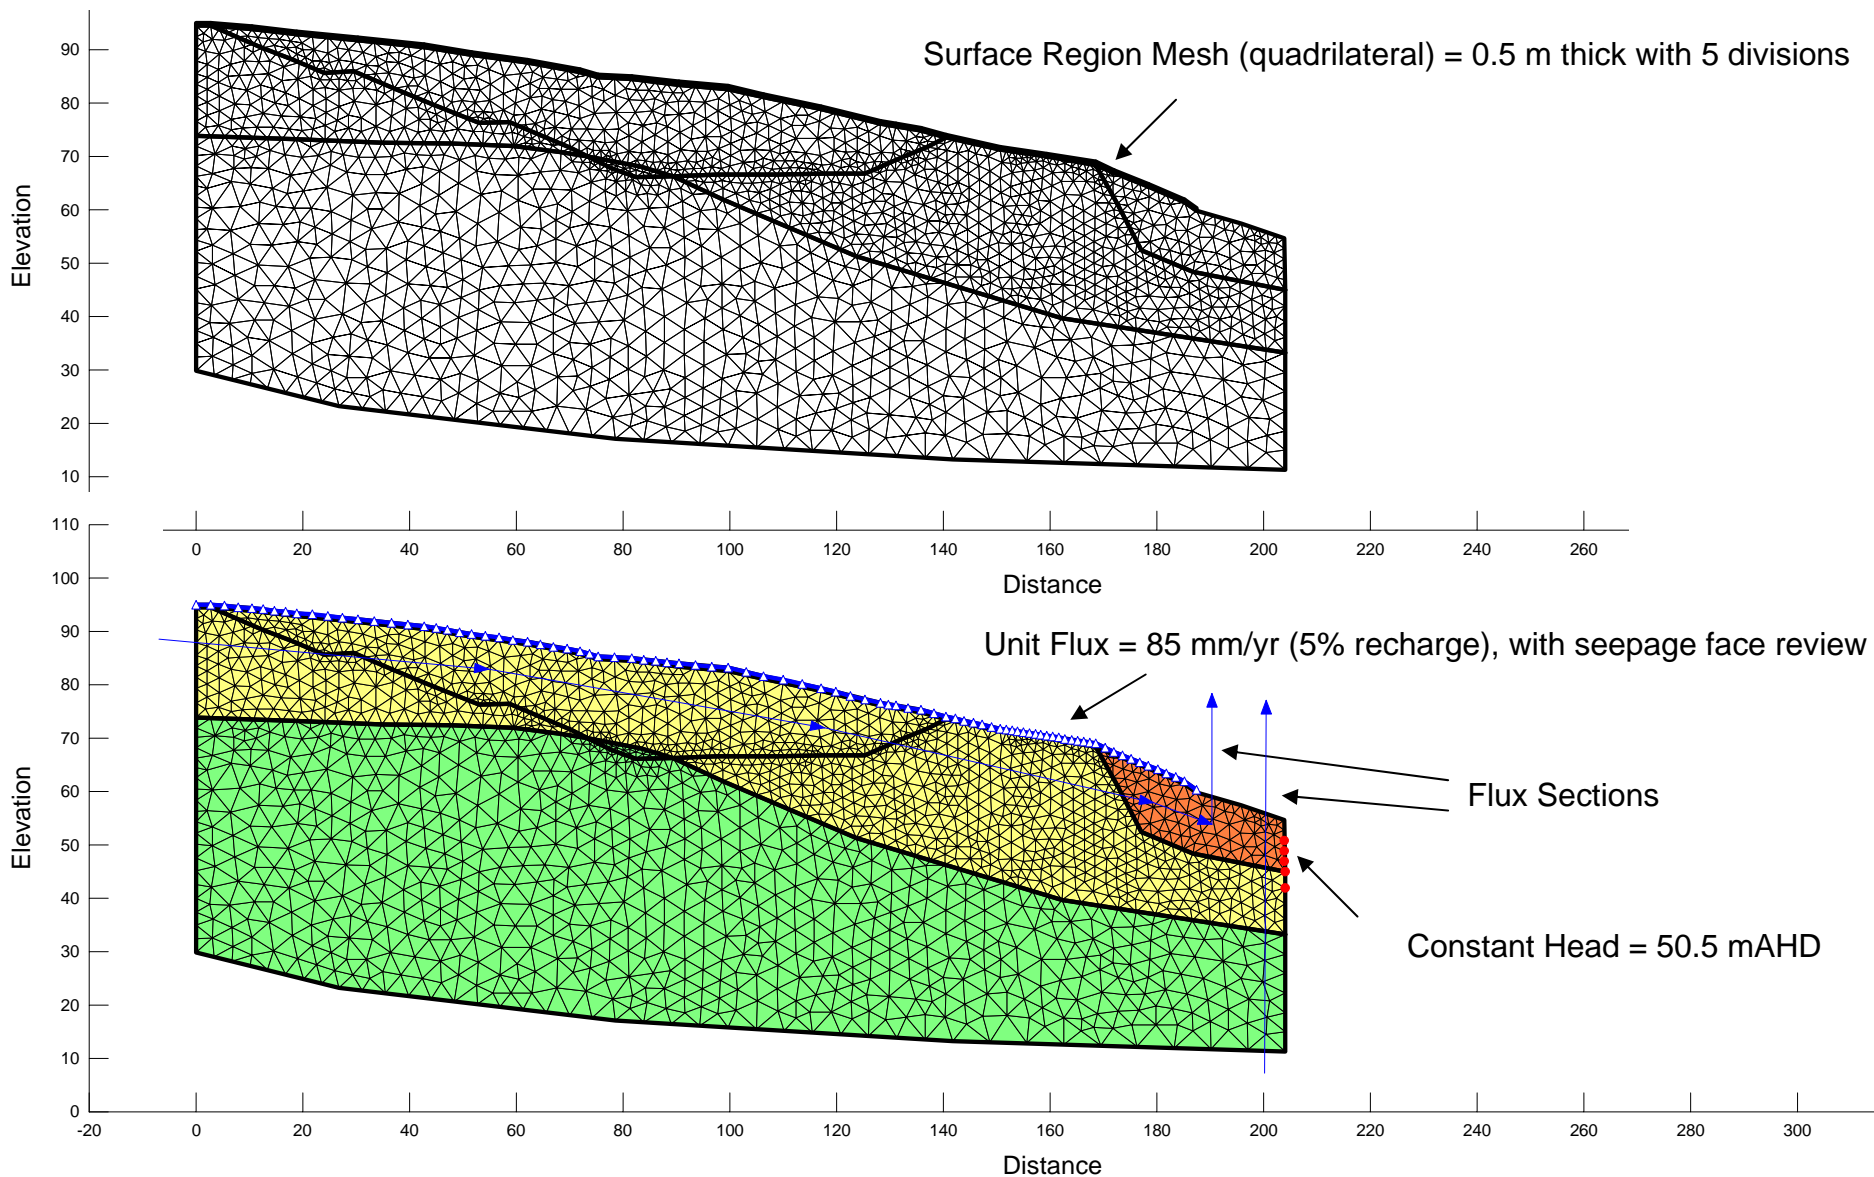 Surface Region Mesh (quadrilateral) = 0.5 m thick with 5 divisions
90
80
70
60
50
40
30
20
10
Elevation
0 20 40 60 80 100 120 140 160 180 200 220 240 260
Distance
Unit Flux = 85 mm/yr (5% recharge), with seepage face review
Flux Sections
Constant Head = 50.5 mAHD
110
100
90
80
70
60
50
40
30
20
10
0
Elevation
-20 0 20 40 60 80 100 120 140 160 180 200 220 240 260 280 300
Distance